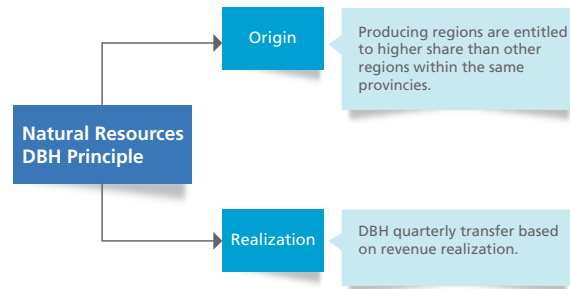 Origin
Producing regions are entitled
to higher share than other
regions within the same
provincies.
Natural Resources
DBH Principle
Realization
DBH quarterly transfer based
on revenue realization.